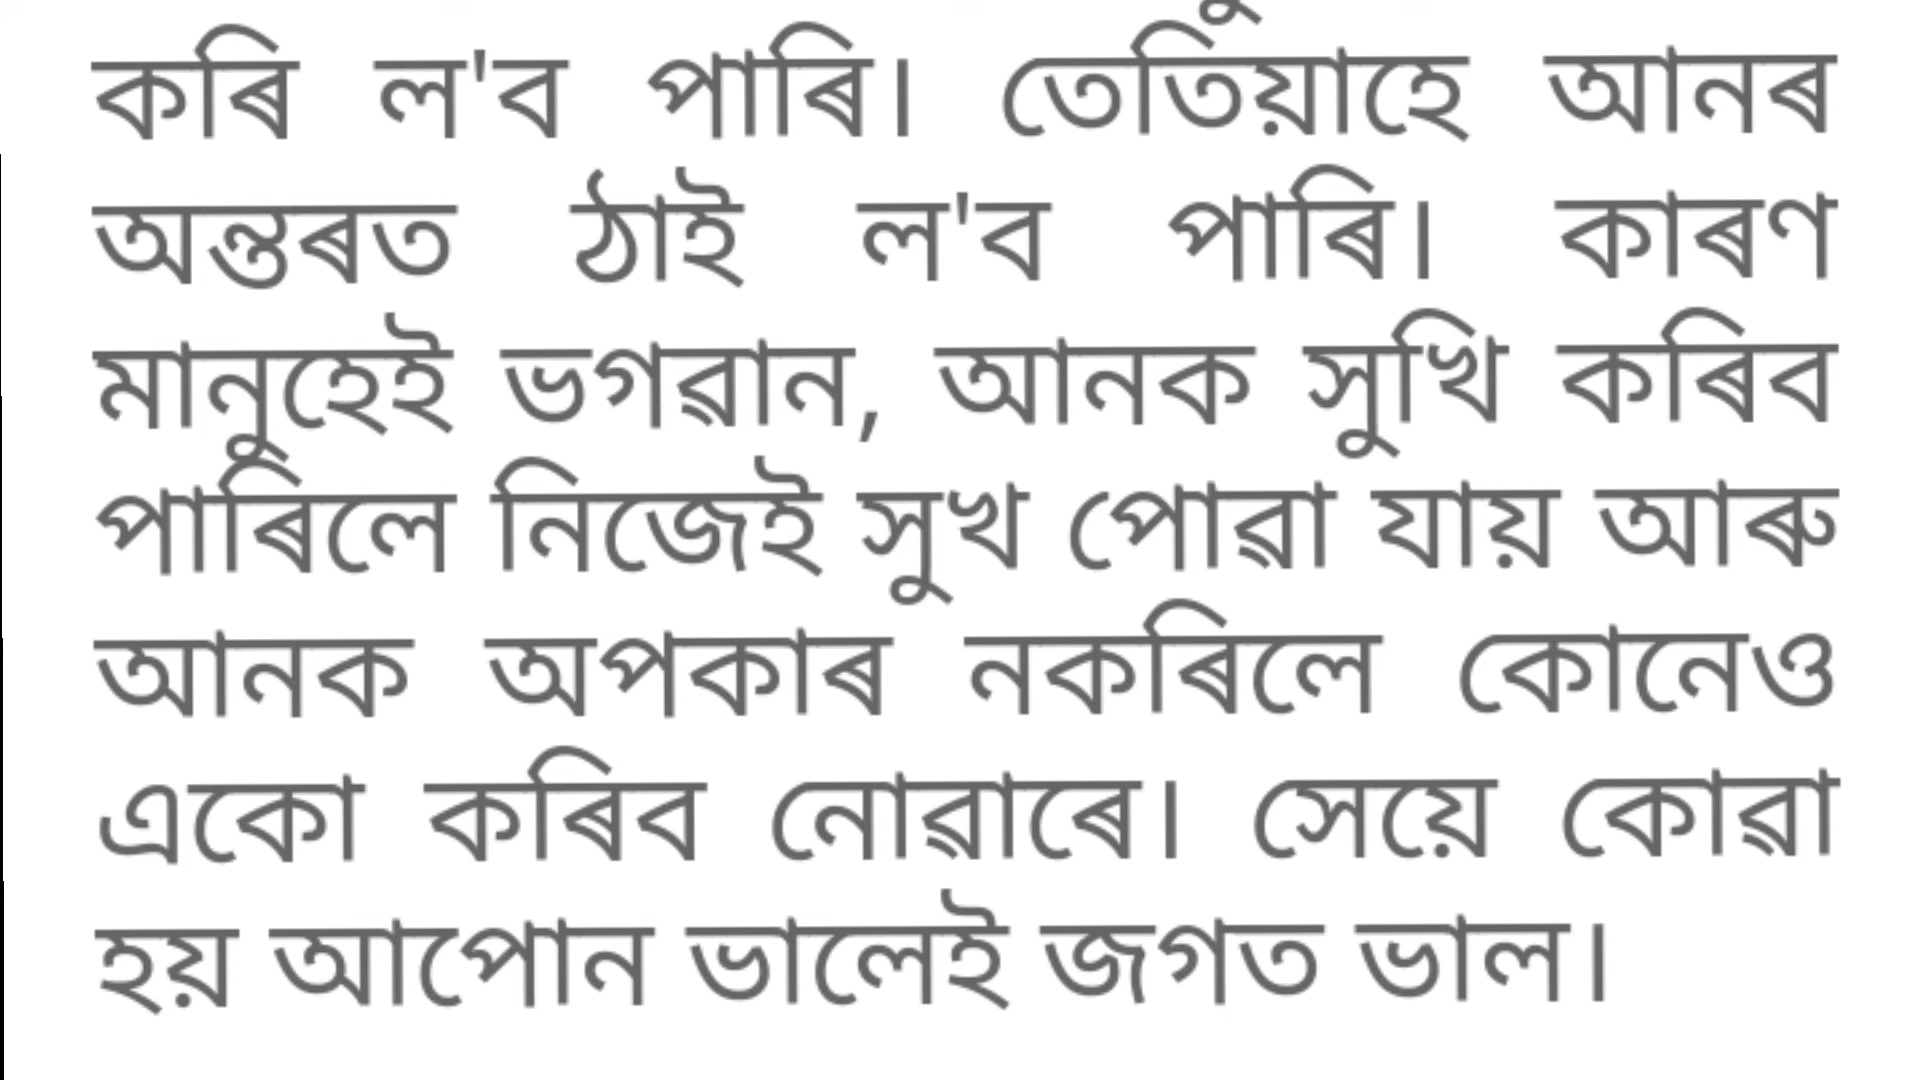 কৰি ল'ব পাৰি। তেতিয়াহে আনৰ
অন্তৰত ঠাই ল'ব পাৰি। কাৰণ
মানুহেই ভগৱান, আনক সুখি কৰিব
পাৰিলে নিজেই সুখ পোৱা যায় আৰু
আনক অপকাৰ নকৰিলে কোনেও
একো কৰিব নোৱাৰে। সেয়ে কোৱা
হয় আপোন ভালেই জগত ভাল।